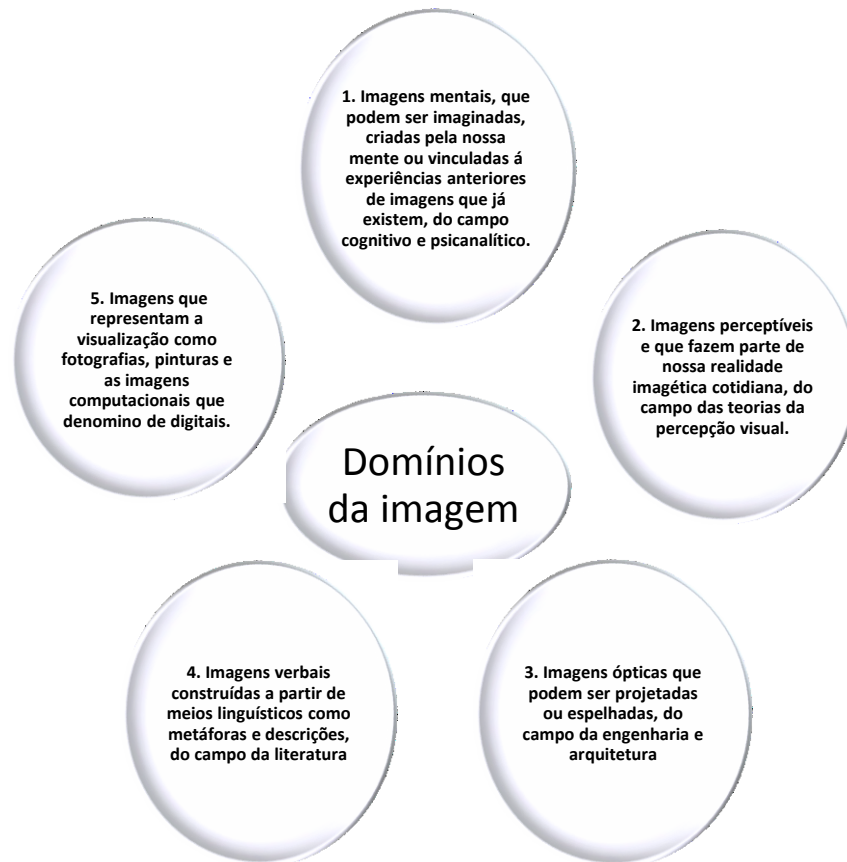 1. Imagens mentais, que
podem ser imaginadas,
criadas pela nossa
mente ou vinculadas á
experiências anteriores
de imagens que já
existem, do campo
cognitivo e psicanalítico.
2. Imagens perceptíveis
e que fazem parte de
nossa realidade
imagética cotidiana, do
campo das teorias da
percepção visual.
3. Imagens ópticas que
podem ser projetadas
ou espelhadas, do
campo da engenharia e
arquitetura
4. Imagens verbais
construídas a partir de
meios linguísticos como
metáforas e descrições,
do campo da literatura
5. Imagens que
representam a
visualização como
fotografias, pinturas e
as imagens
computacionais que
denomino de digitais.
Domínios
da imagem